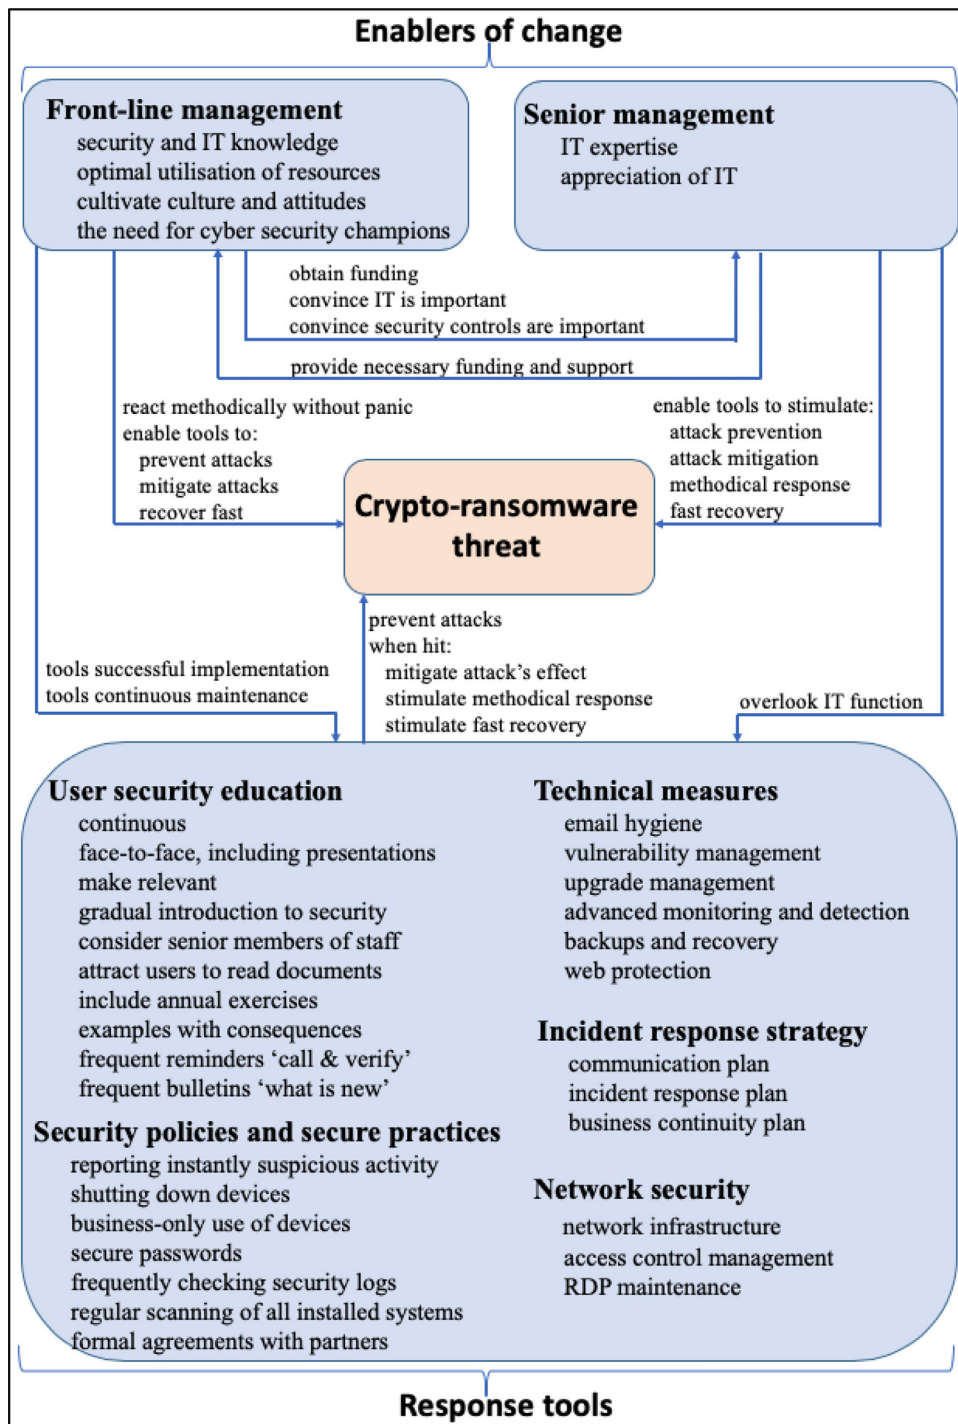 Enablers of change
Front-line management
security and IT knowledge
optimal utilisation of resources
cultivate culture and attitudes
the need for cyber security champions
Senior management
IT expertise
appreciation of IT
obtain funding
convince IT is important
convince security controls are important
provide necessary funding and support
react methodically without panic
enable tools to:
prevent attacks
mitigate attacks
recover fast
enable tools to stimulate:
attack prevention
attack mitigation
methodical response
fast recovery
Crypto-ransomware
threat
prevent attacks
when hit:
mitigate attack's effect
stimulate methodical response
stimulate fast recovery
tools successful implementation
tools continuous maintenance
overlook IT function
User security education
continuous
face-to-face, including presentations
make relevant
gradual introduction to security
consider senior members of staff
attract users to read documents
include annual exercises
examples with consequences
frequent reminders ‘call & verify’
frequent bulletins ‘what is new’
Security policies and secure practices
reporting instantly suspicious activity
shutting down devices
business-only use of devices
secure passwords
frequently checking security logs
regular scanning of all installed systems
formal agreements with partners
Technical measures
email hygiene
vulnerability management
upgrade management
advanced monitoring and detection
backups and recovery
web protection
Incident response strategy
communication plan
incident response plan
business continuity plan
Network security
network infrastructure
access control management
RDP maintenance
Response tools